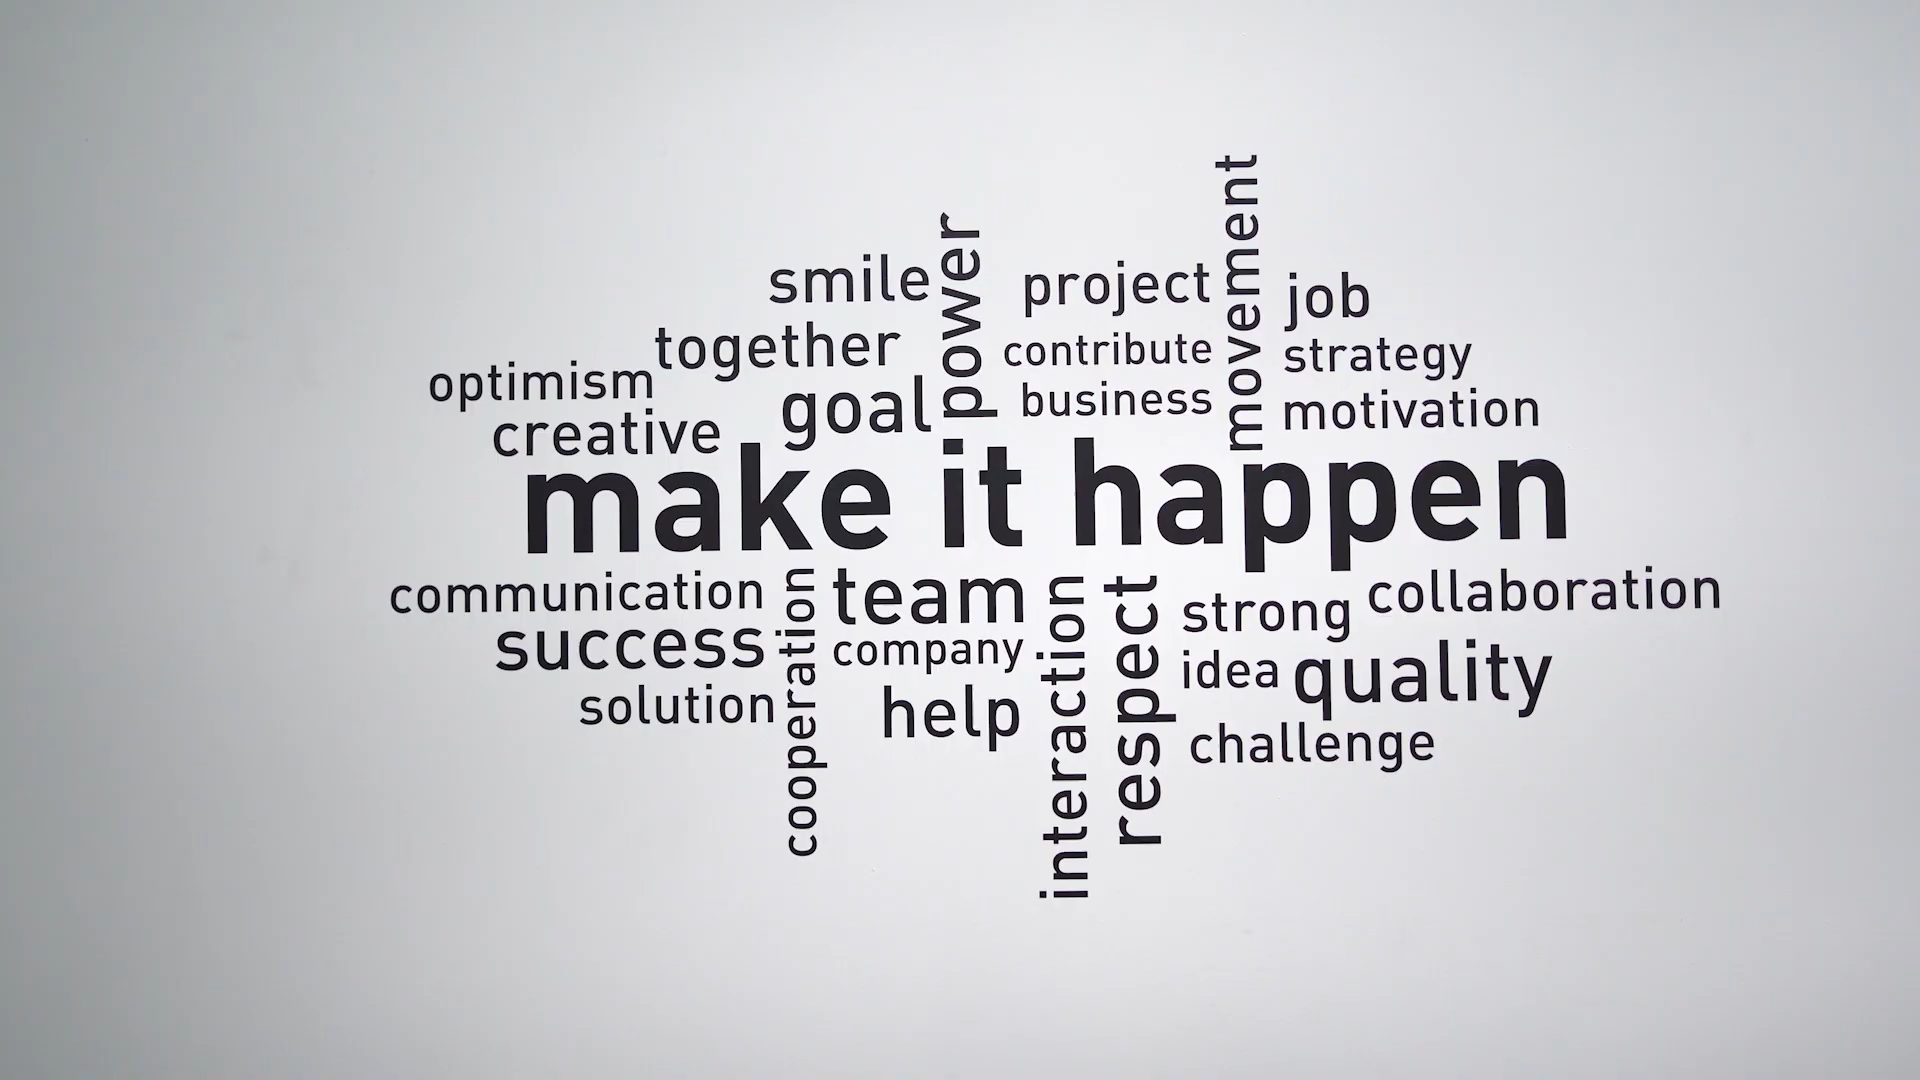 movement
power
smile
project
job
together
contribute
strategy
optimism
goal
business
motivation
creative
make it happen
communication
cooperation
team
interaction
respect
strong
collaboration
success
company
idea
quality
solution
help
challenge